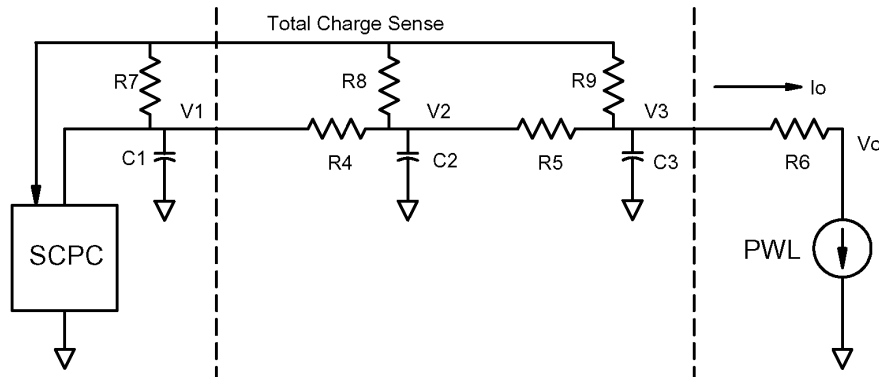 Total Charge Sense
R7
R8
R9
Io
V1
V2
V3
C1
R4
C2
R5
C3
R6
Vo
SCPC
PWL